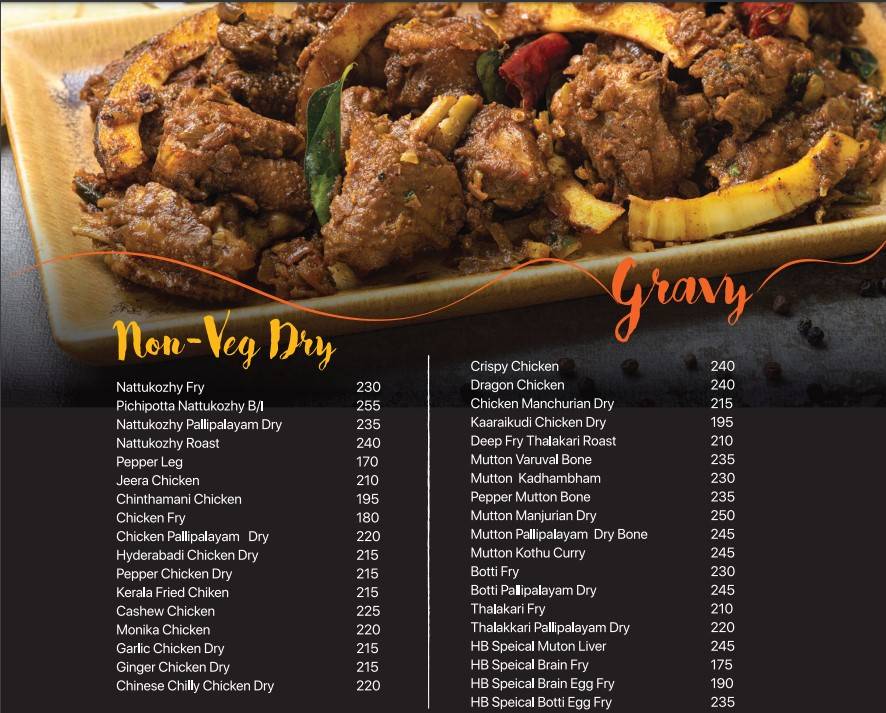 Gravy
Non-Veg Dry
Nattukozhy Fry 230
Pichipotta Nattukozhy B/l 255
Nattukozhy Pallipalayam Dry 235
Nattukozhy Roast 240
Pepper Leg 170
Jeera Chicken 210
Chinthamani Chicken 195
Chicken Fry 180
Chicken Pallipalayam Dry 220
Hyderabadi Chicken Dry 215
Pepper Chicken Dry 215
Kerala Fried Chiken 215
Cashew Chicken 225
Monika Chicken 220
Garlic Chicken Dry 215
Ginger Chicken Dry 215
Chinese Chilly Chicken Dry 220
Crispy Chicken 240
Dragon Chicken 240
Chicken Manchurian Dry 215
Kaaraikudi Chicken Dry 195
Deep Fry Thalakari Roast 210
Mutton Varuval Bone 235
Mutton Kadhambham 230
Pepper Mutton Bone 235
Mutton Manjurian Dry 250
Mutton Pallipalayam Dry Bone 245
Mutton Kothu Curry 245
Botti Fry 230
Botti Pallipalayam Dry 245
Thalakari Fry 210
Thalakkari Pallipalayam Dry 220
HB Speical Muton Liver 245
HB Speical Brain Fry 175
HB Speical Brain Egg Fry 190
HB Speical Botti Egg Fry 235